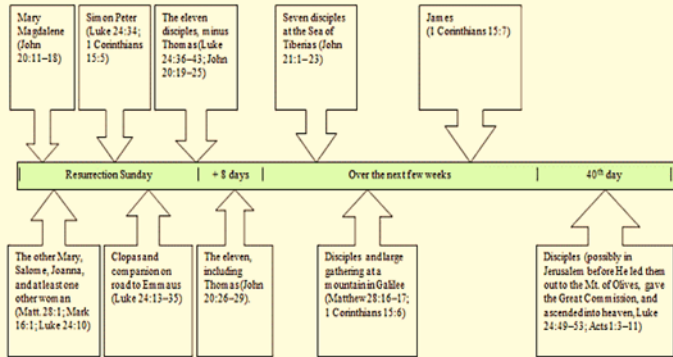 Mary
Magdalene
(John
20:11–18)
Simon Peter
(Luke 24:34;
1 Corinthians
15:5)
The eleven
disciples, minus
Thomas (Luke
24:36–43; John
20:19–25)
Seven disciples
at the Sea of
Tiberias (John
21:1–23)
James
(1 Corinthians 15:7)
Resurrection Sunday
+ 8 days
Over the next few weeks
40th day
The other Mary,
Salome, Joanna,
and at least one
other woman
(Matt. 28:1; Mark
16:1; Luke 24:10)
Clopas and
companion on
road to Emmaus
(Luke 24:13–35)
The eleven,
including
Thomas (John
20:26–29).
Disciples and large
gathering at a
mountain in Galilee
(Matthew 28:16–17;
1 Corinthians 15:6)
Disciples (possibly in
Jerusalem before He led them
out to the Mt. of Olives, gave
the Great Commission, and
ascended into heaven, Luke
24:49–53; Acts 1:3–11)